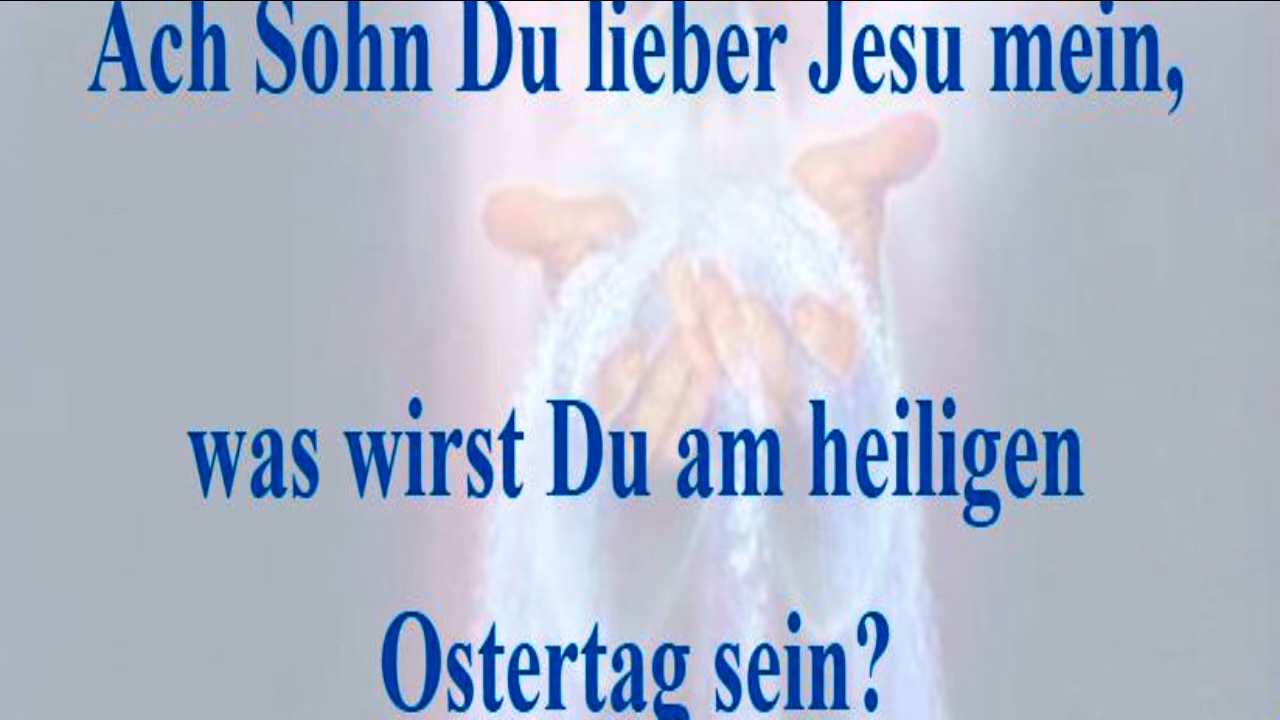 Ach Sohn Du lieber Jesu mein,
was wirst Du am heiligen
Ostertag sein?